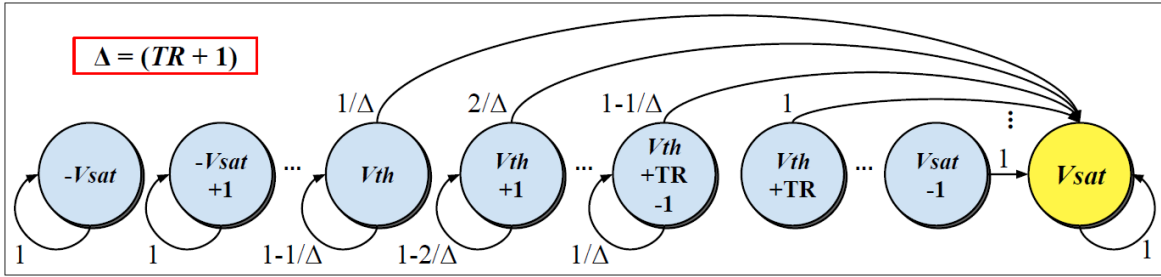 Δ = (TR + 1)
1/Δ
2/Δ
1-1/Δ
1
-Vsat
-Vsat
+1
...
Vth
Vth
+1
...
Vth
+TR
-1
Vth
+TR
...
Vsat
-1
1
...
Vsat
1
1
1-1/Δ
1-2/Δ
1/Δ
1